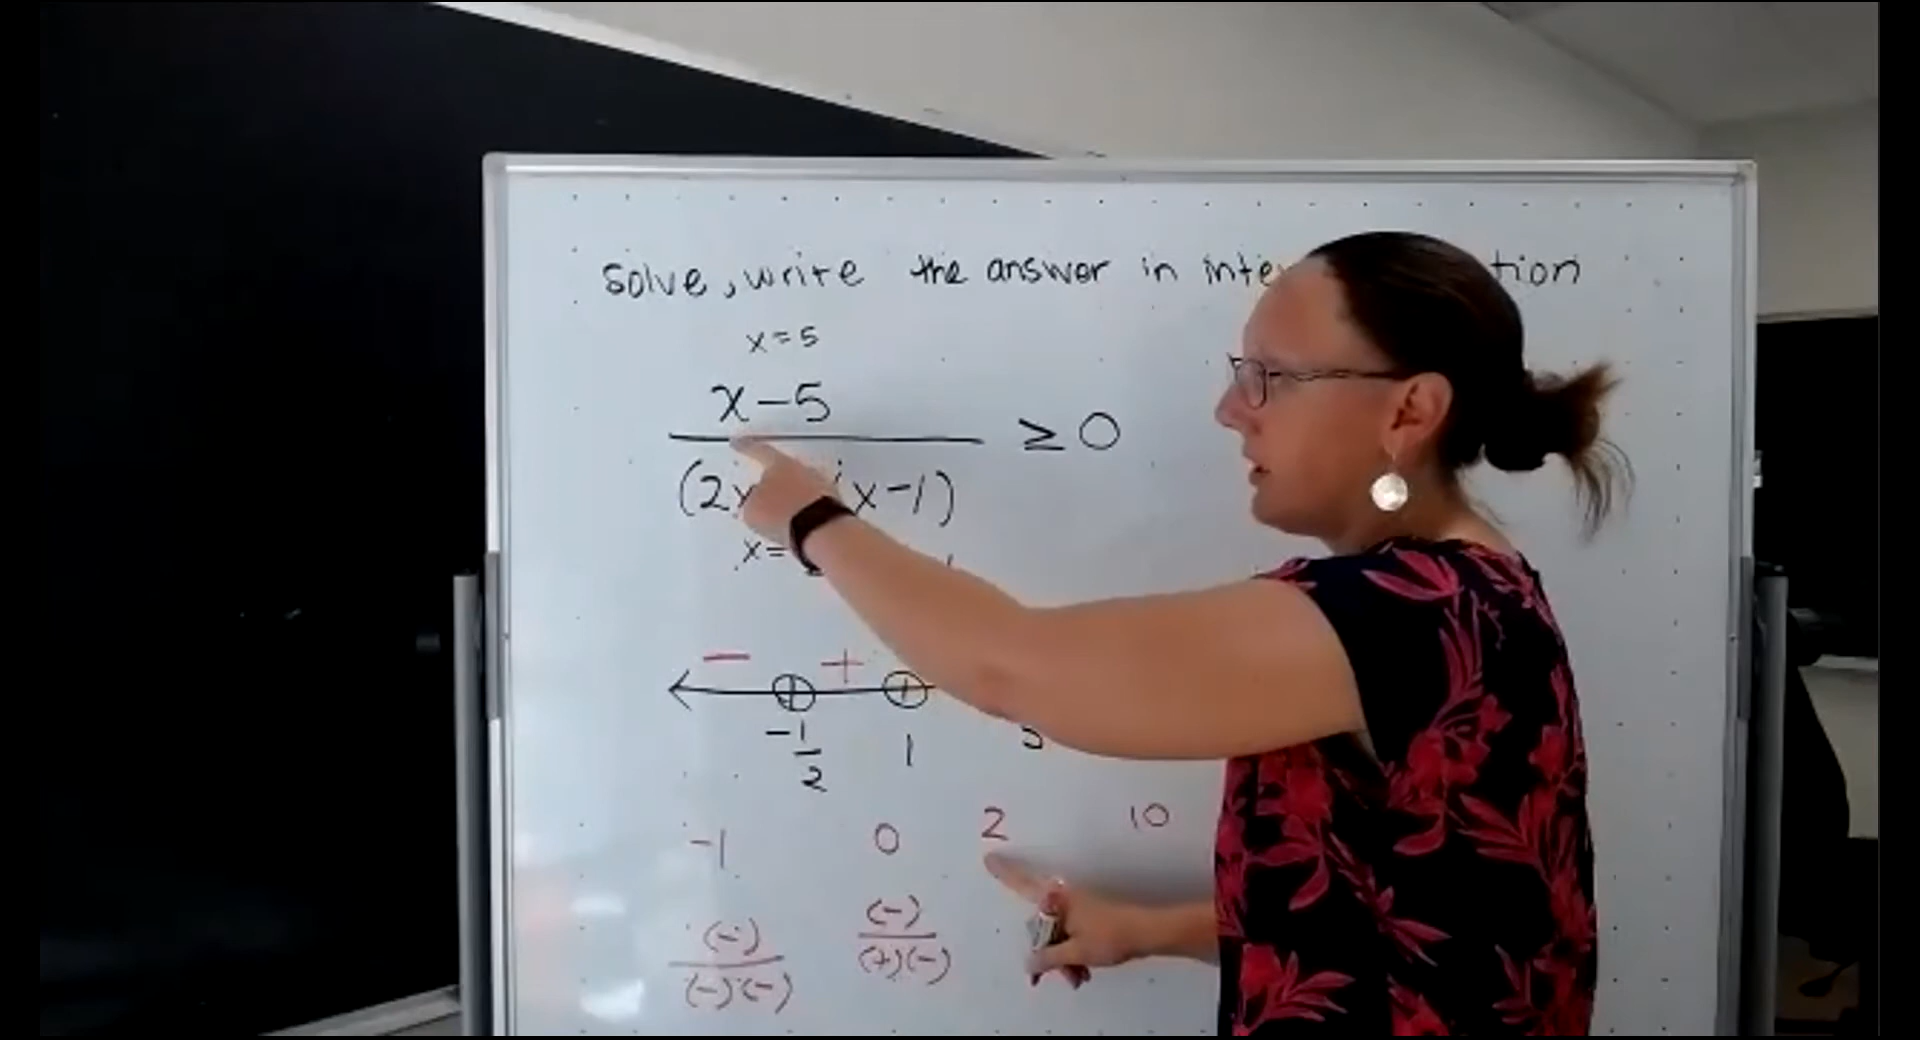 Solve, write the answer in inte tion
x=5
x-5
≥ 0
(2x (x-1)
x=
- +
-1/2 1 5
-1 0 2 10
(-) (-)
(-)(-) (+)(-)